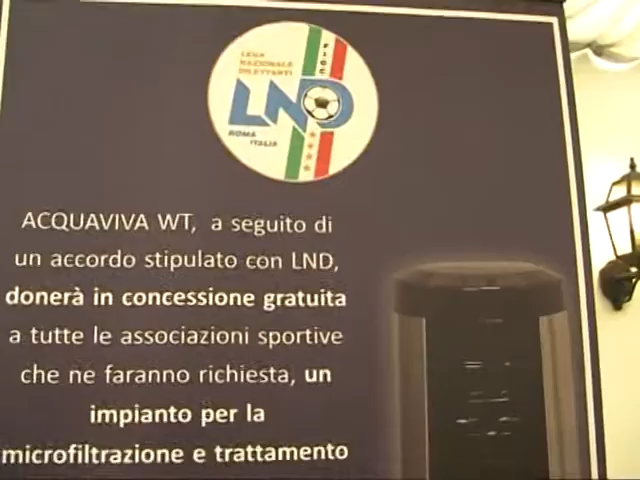 LEGA
NAZIONALE
DILETTANTI
FIGC
LND
ROMA
ITALIA
ACQUAVIVA WT, a seguito di
un accordo stipulato con LND,
donerà in concessione gratuita
a tutte le associazioni sportive
che ne faranno richiesta, un
impianto per la
microfiltrazione e trattamento